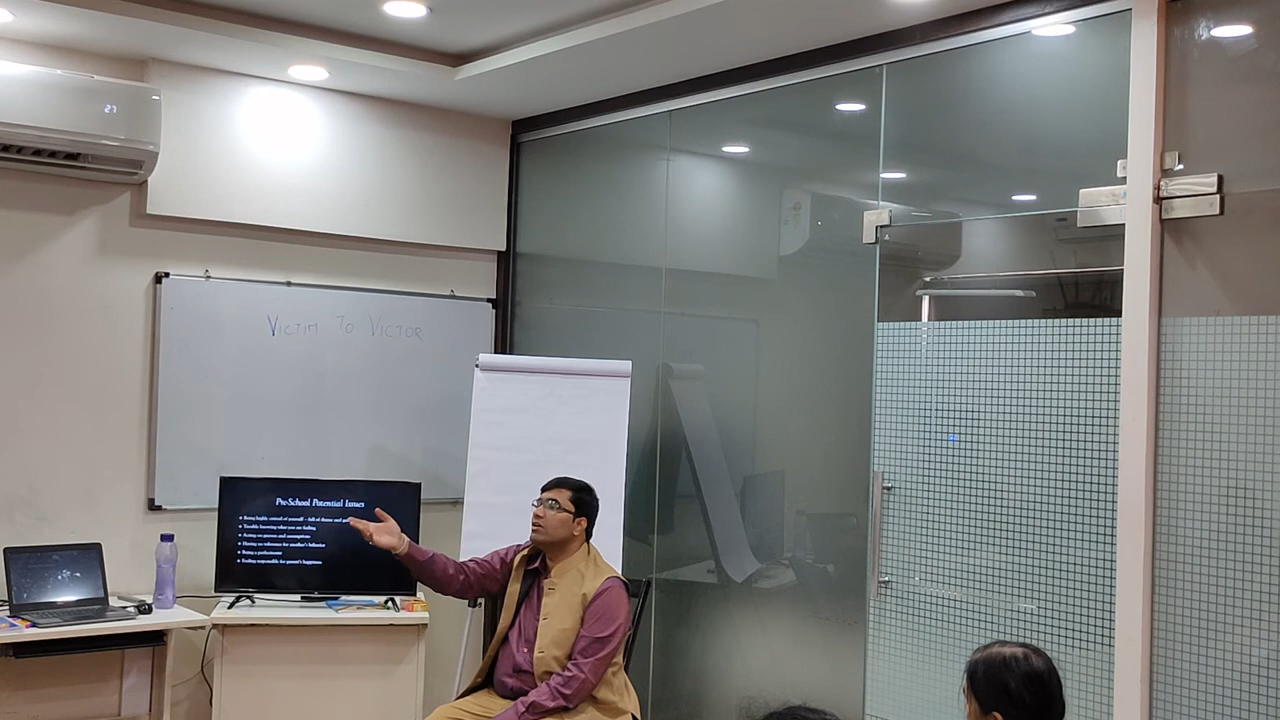 27
VICTIM TO VICTOR
Pre-School Potential Issues
Being highly critical of yourself - full of shame and
Trouble knowing what you are feeling
Acting on guesses and assumptions
Having no tolerance for another's behavior
Being a perfectionist
Feeling responsible for parent's happiness